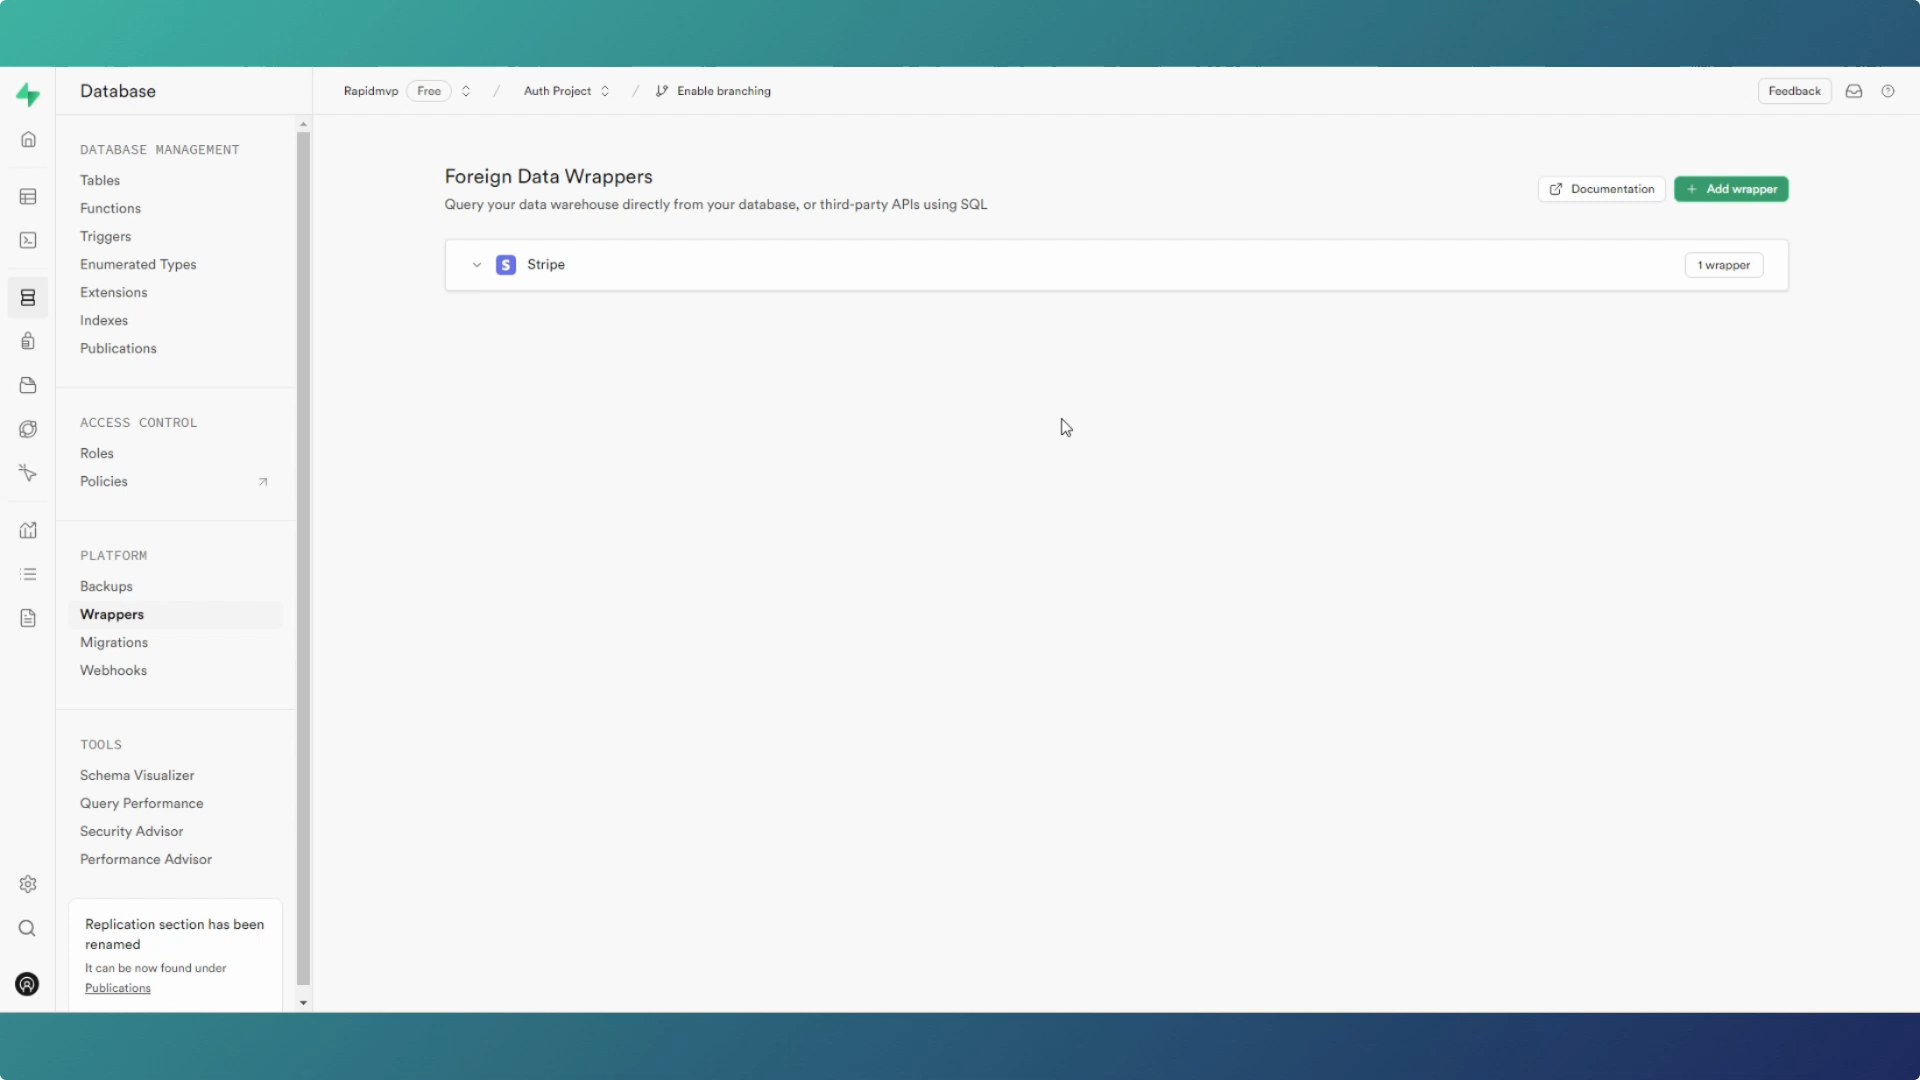 Database
Rapidmvp Free / Auth Project / Enable branching
Feedback
DATABASE MANAGEMENT
Tables
Functions
Triggers
Enumerated Types
Extensions
Indexes
Publications
ACCESS CONTROL
Roles
Policies
PLATFORM
Backups
Wrappers
Migrations
Webhooks
TOOLS
Schema Visualizer
Query Performance
Security Advisor
Performance Advisor
Replication section has been
renamed
It can be now found under
Publications
Foreign Data Wrappers
Query your data warehouse directly from your database, or third-party APIs using SQL
Documentation
+ Add wrapper
S Stripe
1 wrapper